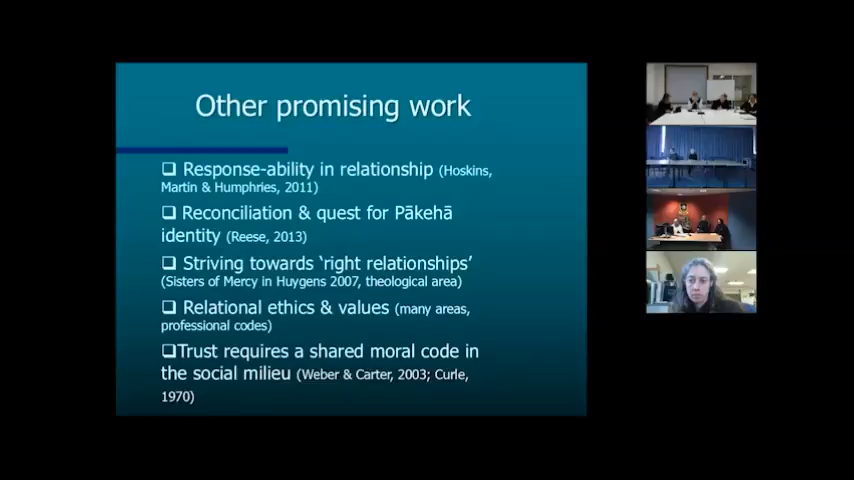 Other promising work
❑ Response-ability in relationship (Hoskins,
Martin & Humphries, 2011)
❑ Reconciliation & quest for Pākehā
identity (Reese, 2013)
❑ Striving towards ‘right relationships’
(Sisters of Mercy in Huygens 2007, theological area)
❑ Relational ethics & values (many areas,
professional codes)
❑Trust requires a shared moral code in
the social milieu (Weber & Carter, 2003; Curle,
1970)